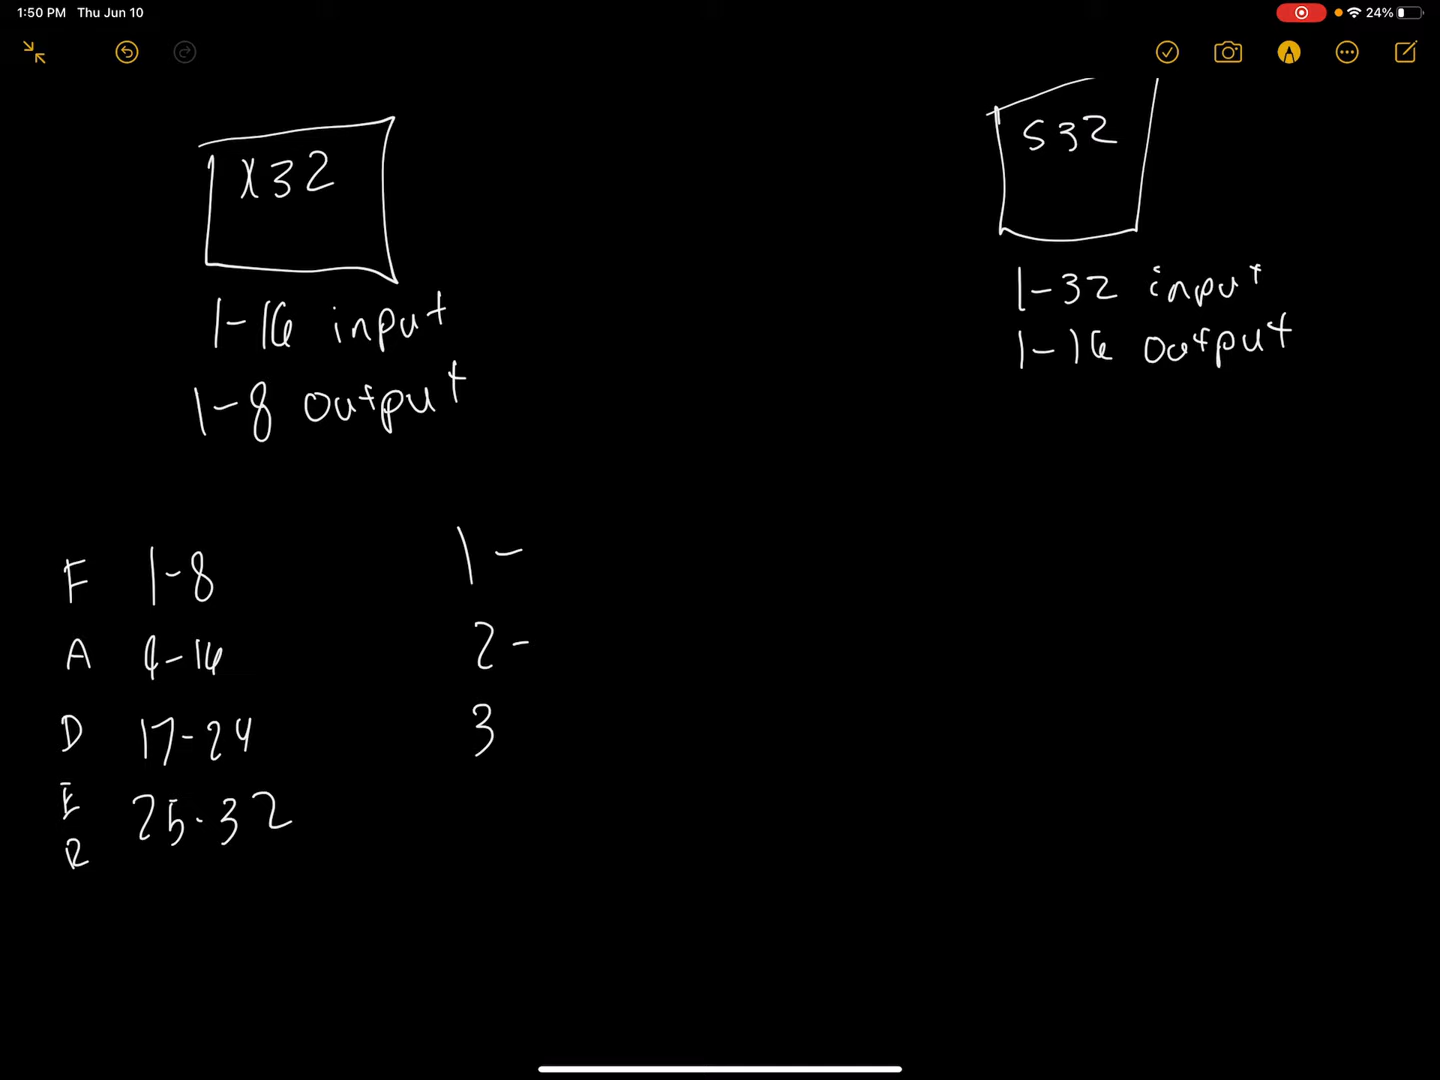 1:50 PM Thu Jun 10
24%
X32
1-16 input
1-8 output
S32
1-32 input
1-16 output
F 1-8
A 9-16
D 17-24
E 25-32
R
1 -
2 -
3